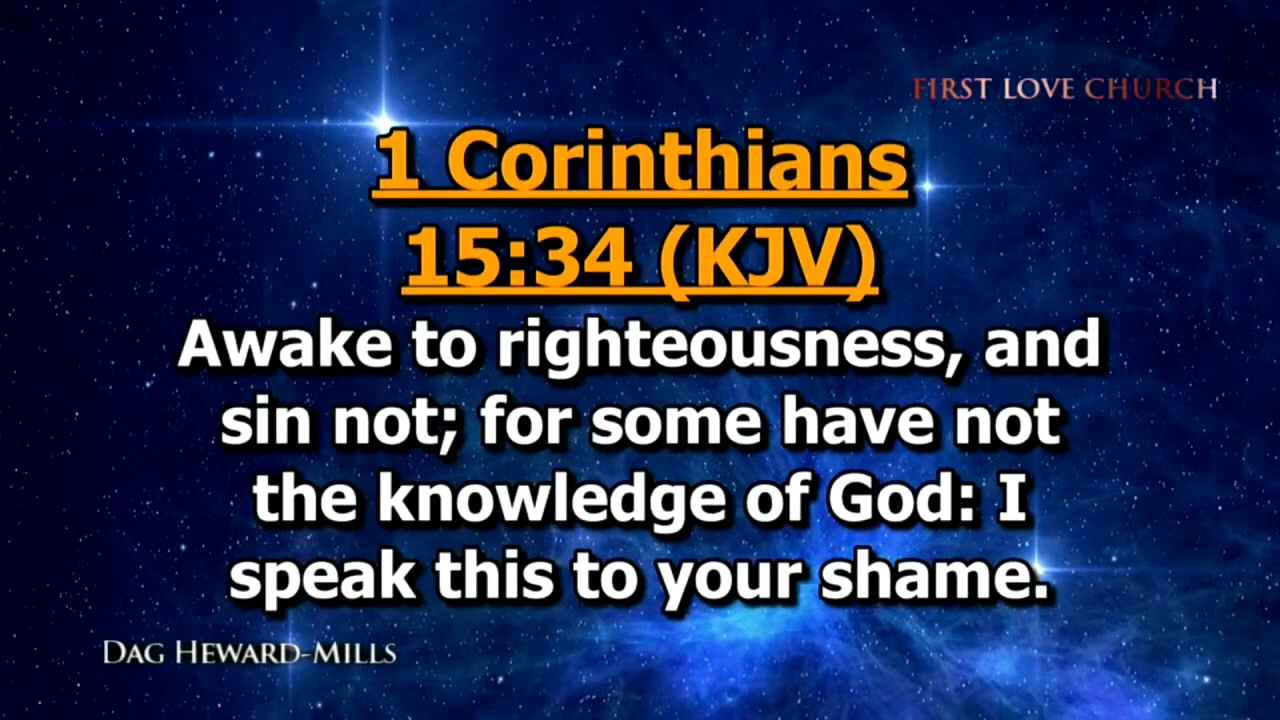 FIRST LOVE CHURCH
1 Corinthians
15:34 (KJV)
Awake to righteousness, and
sin not; for some have not
the knowledge of God: I
speak this to your shame.
DAG HEWARD-MILLS